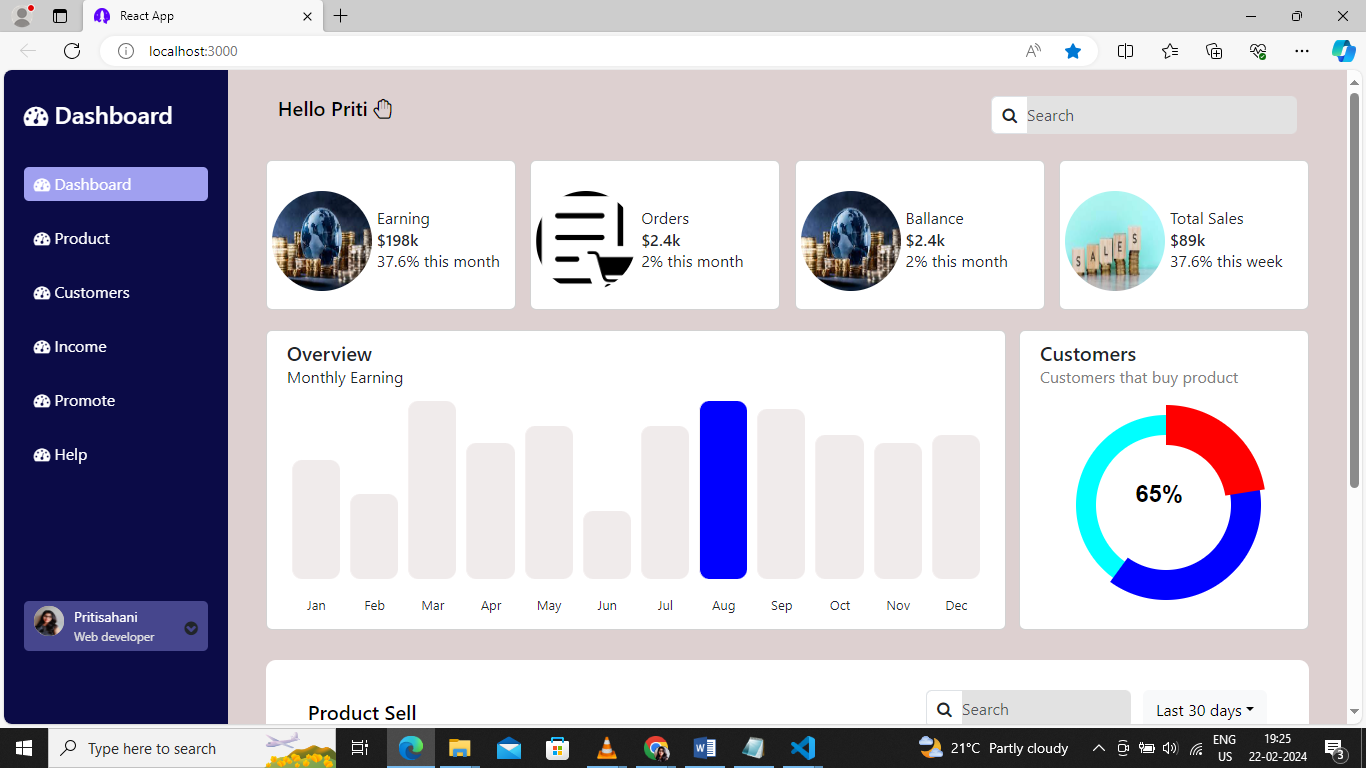 React App
localhost:3000
Dashboard
Hello Priti
Search
Dashboard
Product
Customers
Income
Promote
Help
Pritisahani
Web developer
Earning
$198k
37.6% this month
Orders
$2.4k
2% this month
Ballance
$2.4k
2% this month
SALES
Total Sales
$89k
37.6% this week
Overview
Monthly Earning
Jan Feb Mar Apr May Jun Jul Aug Sep Oct Nov Dec
Customers
Customers that buy product
65%
Product Sell
Search
Last 30 days
Type here to search
21°C Partly cloudy
ENG
US
19:25
22-02-2024
3